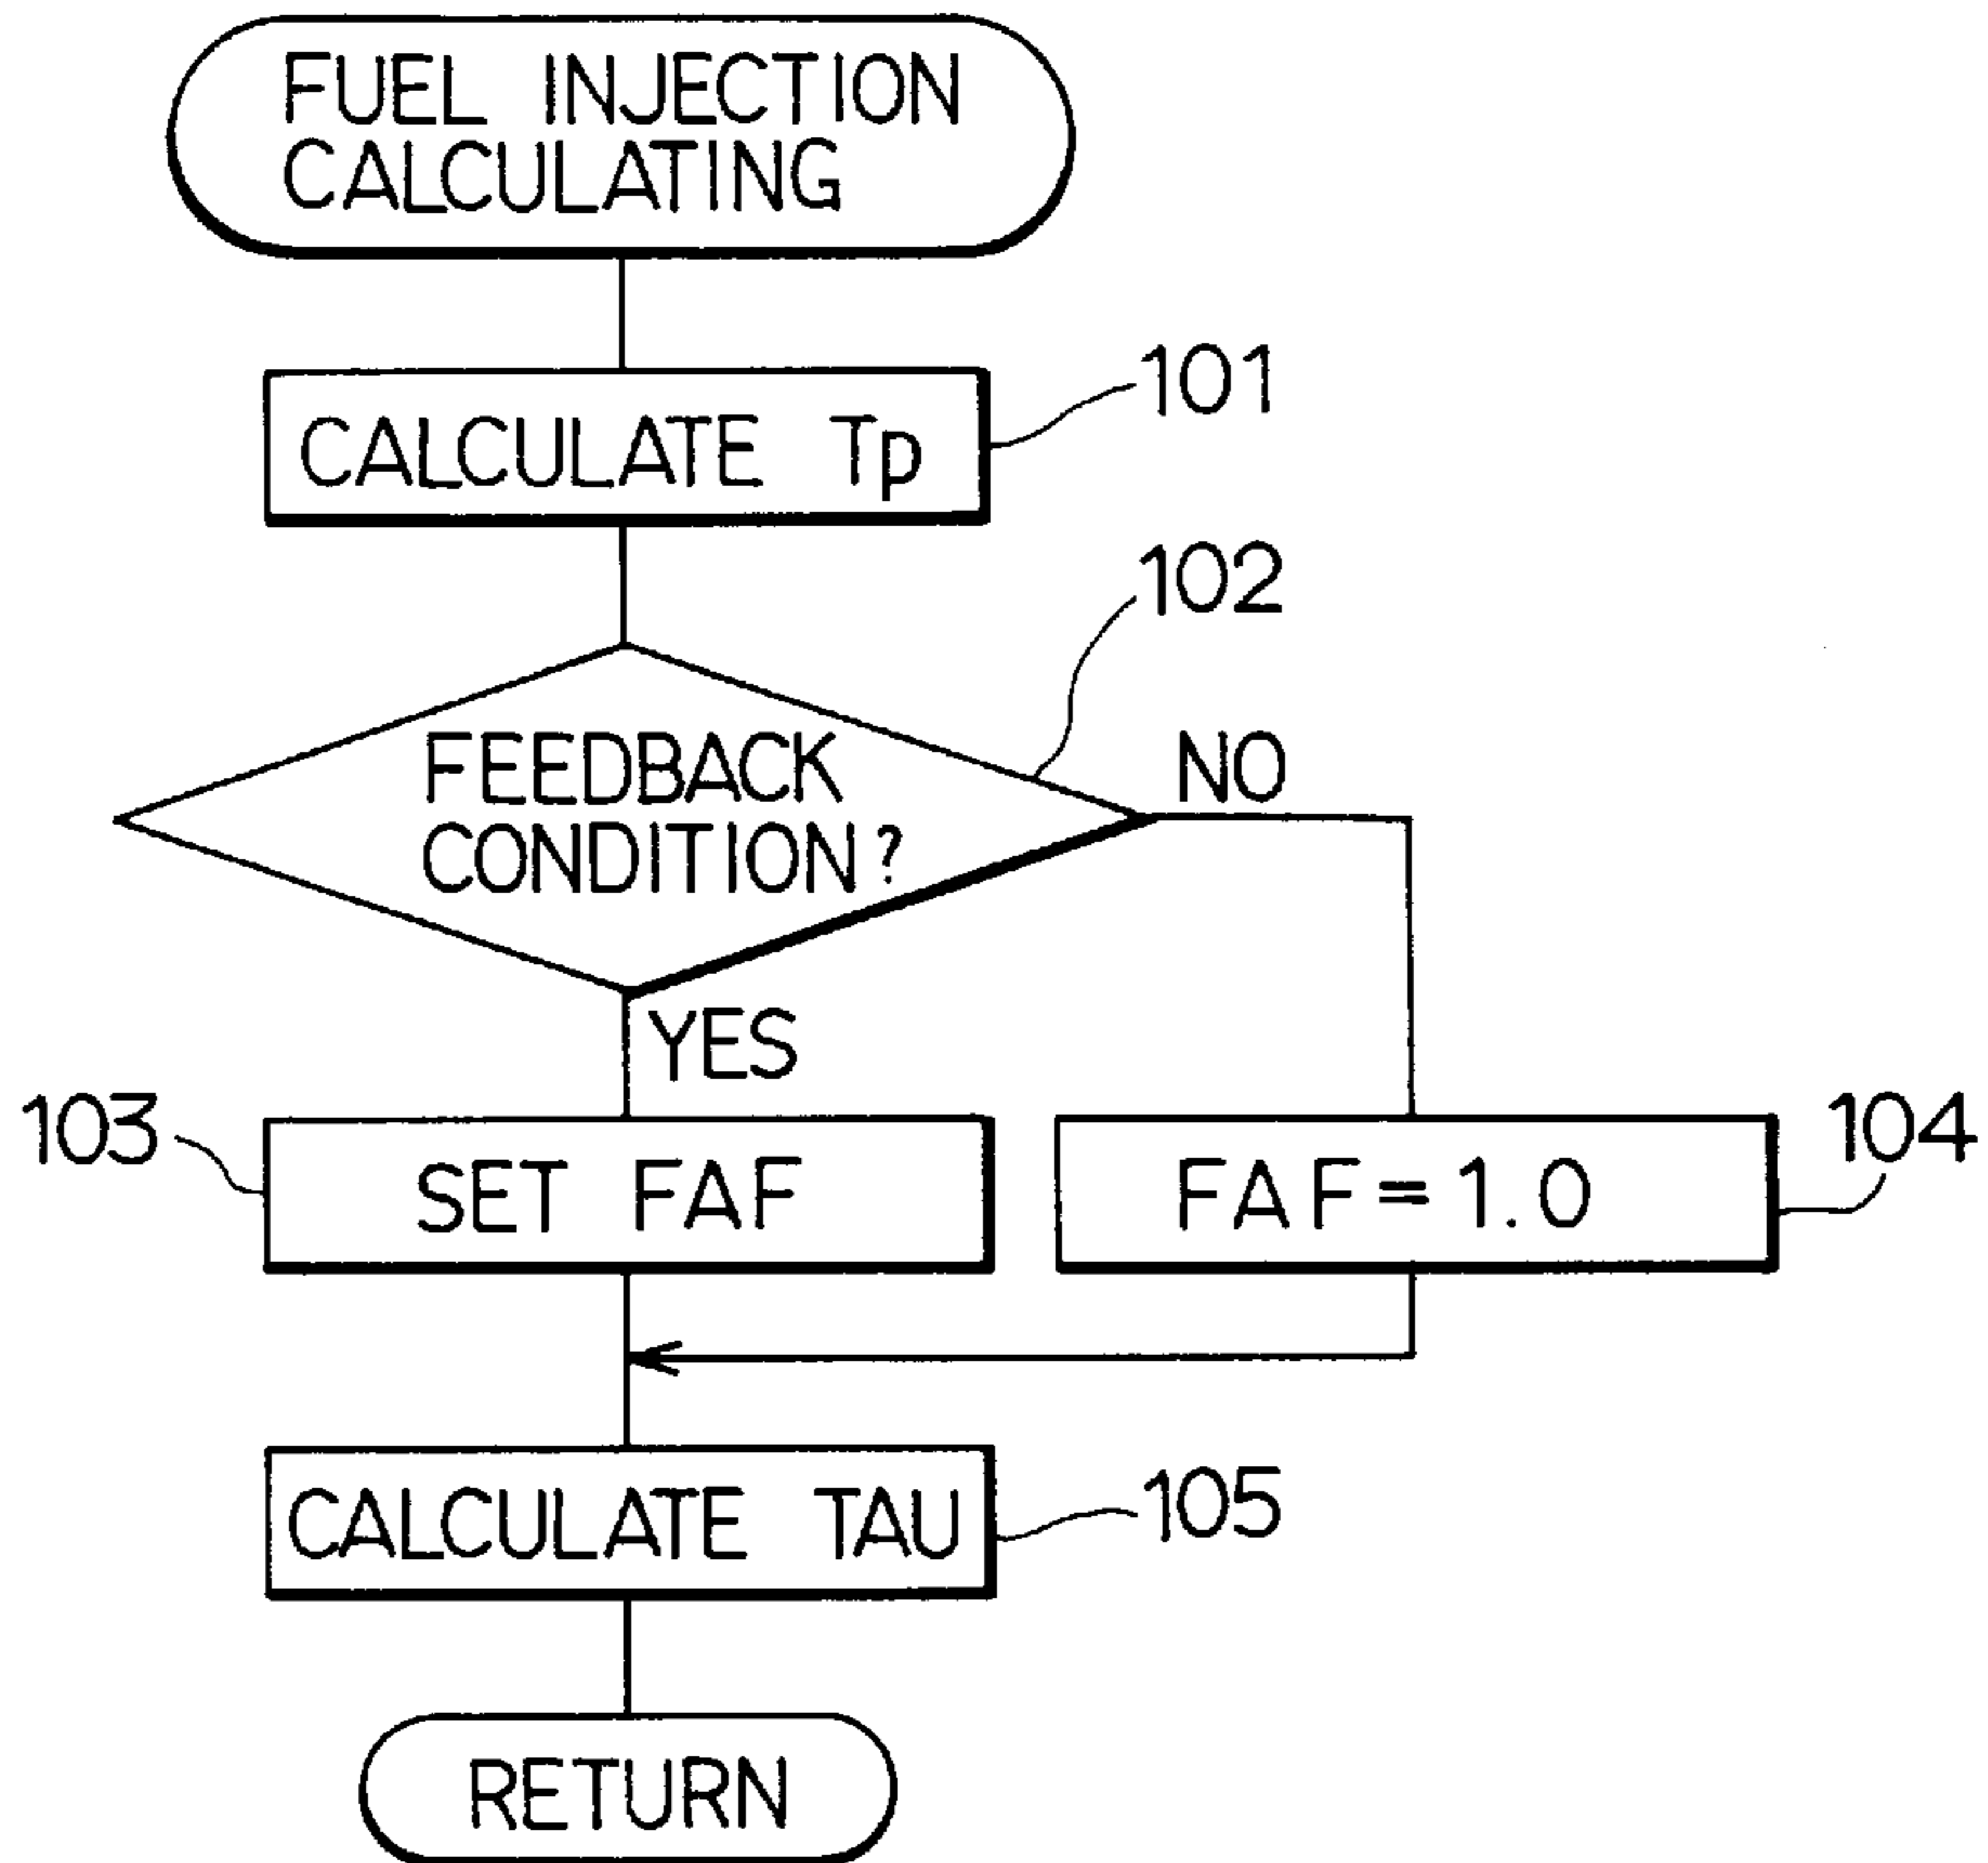 FUEL INJECTION
CALCULATING
101
CALCULATE Tp
102
FEEDBACK
CONDITION?
NO
YES
103
SET FAF
104
FAF=1.0
CALCULATE TAU
105
RETURN